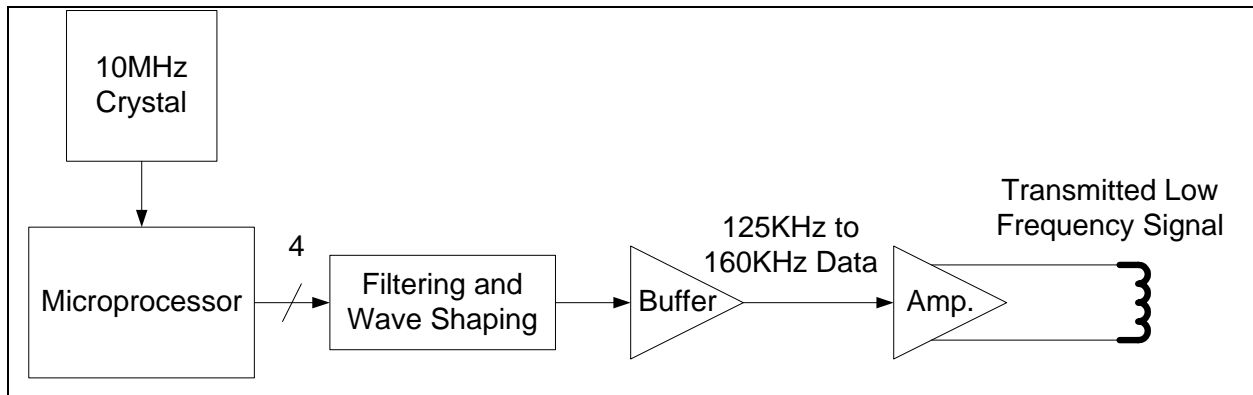 10MHz
Crystal
Microprocessor
4
Filtering and
Wave Shaping
Buffer
125KHz to
160KHz Data
Amp.
Transmitted Low
Frequency Signal